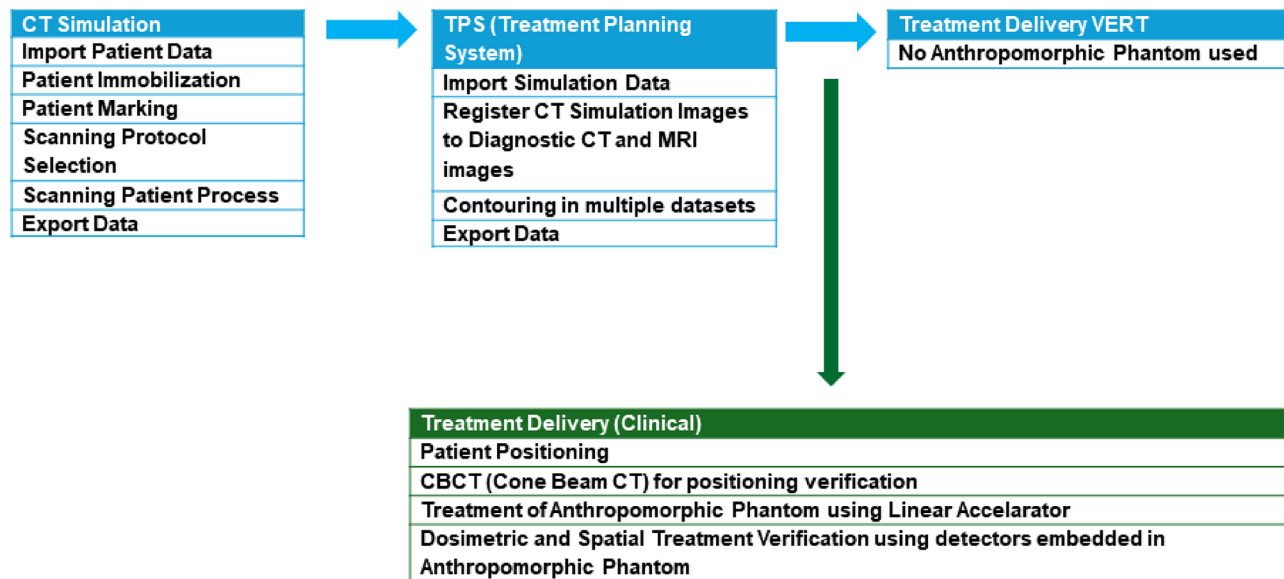 CT Simulation
Import Patient Data
Patient Immobilization
Patient Marking
Scanning Protocol
Selection
Scanning Patient Process
Export Data
TPS (Treatment Planning
System)
Import Simulation Data
Register CT Simulation Images
to Diagnostic CT and MRI
images
Contouring in multiple datasets
Export Data
Treatment Delivery VERT
No Anthropomorphic Phantom used
Treatment Delivery (Clinical)
Patient Positioning
CBCT (Cone Beam CT) for positioning verification
Treatment of Anthropomorphic Phantom using Linear Accelarator
Dosimetric and Spatial Treatment Verification using detectors embedded in
Anthropomorphic Phantom